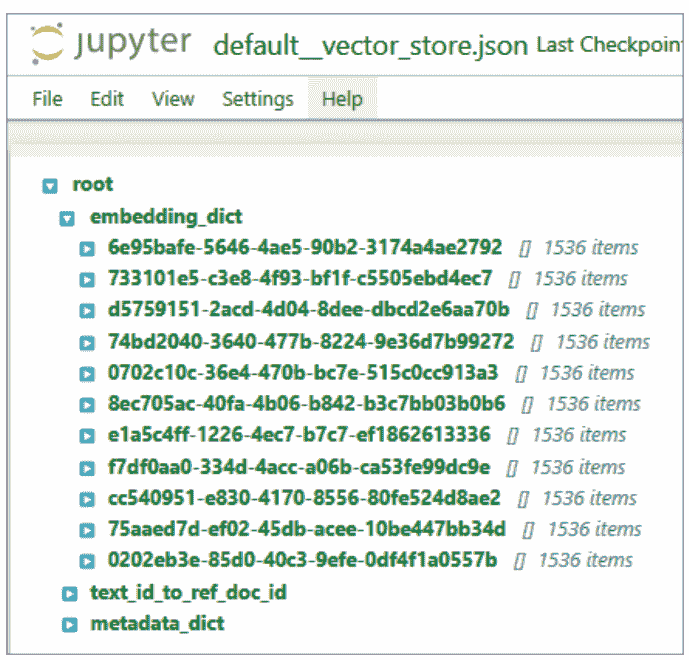 jupyter default__vector_store.json Last Checkpoin
File Edit View Settings Help
root
embedding_dict
6e95bafe-5646-4ae5-90b2-3174a4ae2792 [] 1536 items
733101e5-c3e8-4f93-bf1f-c5505ebd4ec7 [] 1536 items
d5759151-2acd-4d04-8dee-dbcd2e6aa70b [] 1536 items
74bd2040-3640-477b-8224-9e36d7b99272 [] 1536 items
0702c10c-36e4-470b-bc7e-515c0cc913a3 [] 1536 items
8ec705ac-40fa-4b06-b842-b3c7bb03b0b6 [] 1536 items
e1a5c4ff-1226-4ec7-b7c7-ef1862613336 [] 1536 items
f7df0aa0-334d-4acc-a06b-ca53fe99dc9e [] 1536 items
cc540951-e830-4170-8556-80fe524d8ae2 [] 1536 items
75aaed7d-ef02-45db-acee-10be447bb34d [] 1536 items
0202eb3e-85d0-40c3-9efe-0df4f1a0557b [] 1536 items
text_id_to_ref_doc_id
metadata_dict